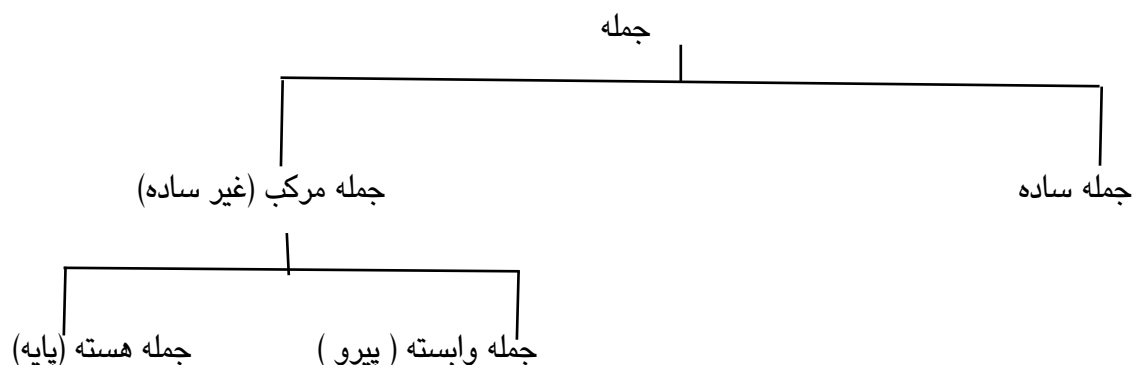 جمله
جمله ساده
جمله مرکب (غیر ساده)
جمله وابسته ( پیرو )
جمله هسته (پایه)